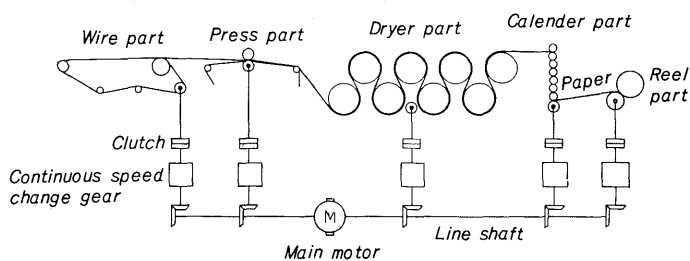 Wire part
Press part
Dryer part
Calender part
Paper
Reel
part
Clutch
Continuous speed
change gear
M
Main motor
Line shaft